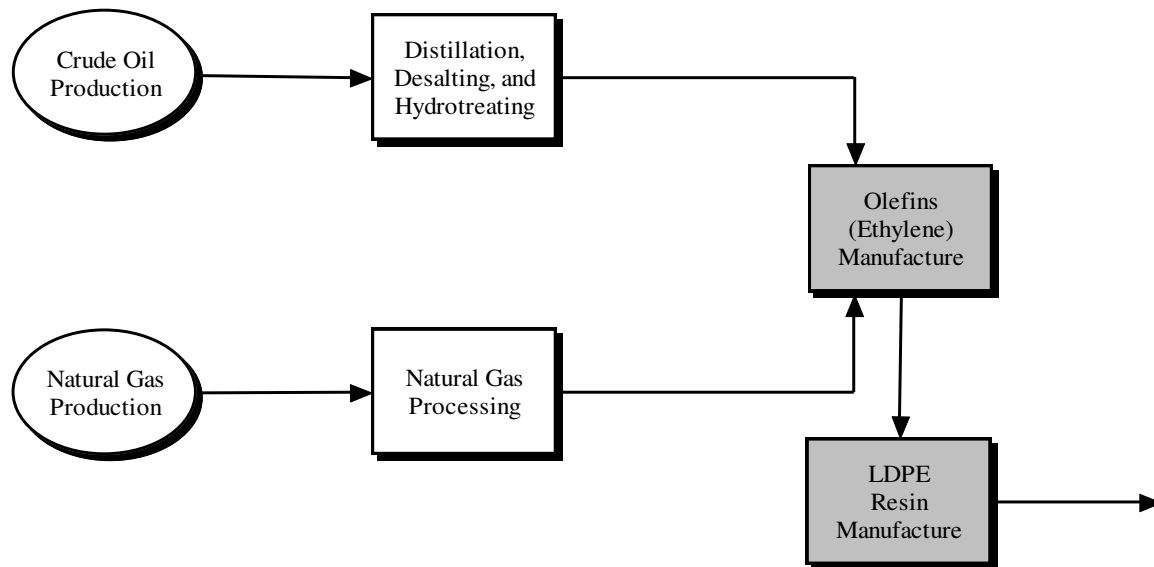 Crude Oil
Production
Distillation,
Desalting, and
Hydrotreating
Olefins
(Ethylene)
Manufacture
Natural Gas
Production
Natural Gas
Processing
LDPE
Resin
Manufacture